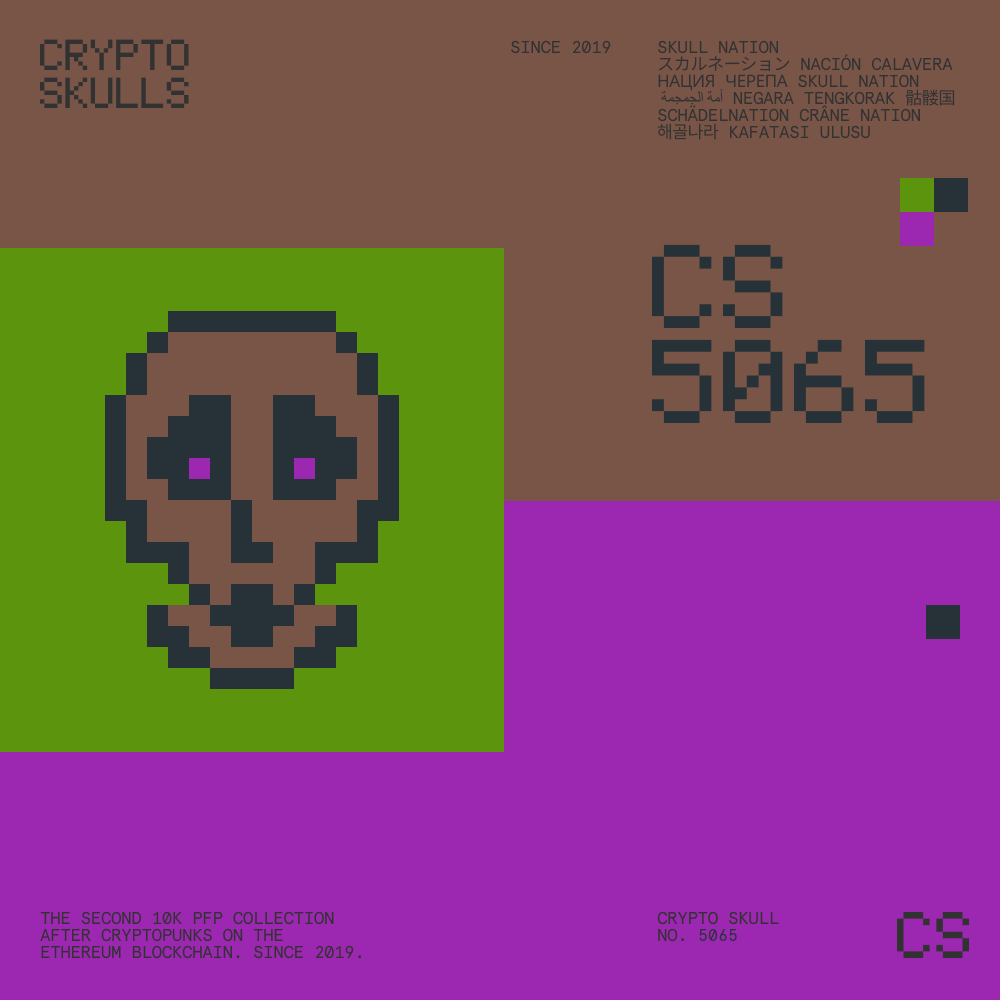 CRYPTO
SKULLS
SINCE 2019
SKULL NATION
スカルネーション NACIÓN CALAVERA
НАЦИЯ ЧЕРЕПА SKULL NATION
أمة الجمجمة NEGARA TENGKORAK 骷髅国
SCHÄDELNATION CRÂNE NATION
해골나라 KAFATASI ULUSU
CS
5065
THE SECOND 10K PFP COLLECTION
AFTER CRYPTOPUNKS ON THE
ETHEREUM BLOCKCHAIN. SINCE 2019.
CRYPTO SKULL
NO. 5065
CS